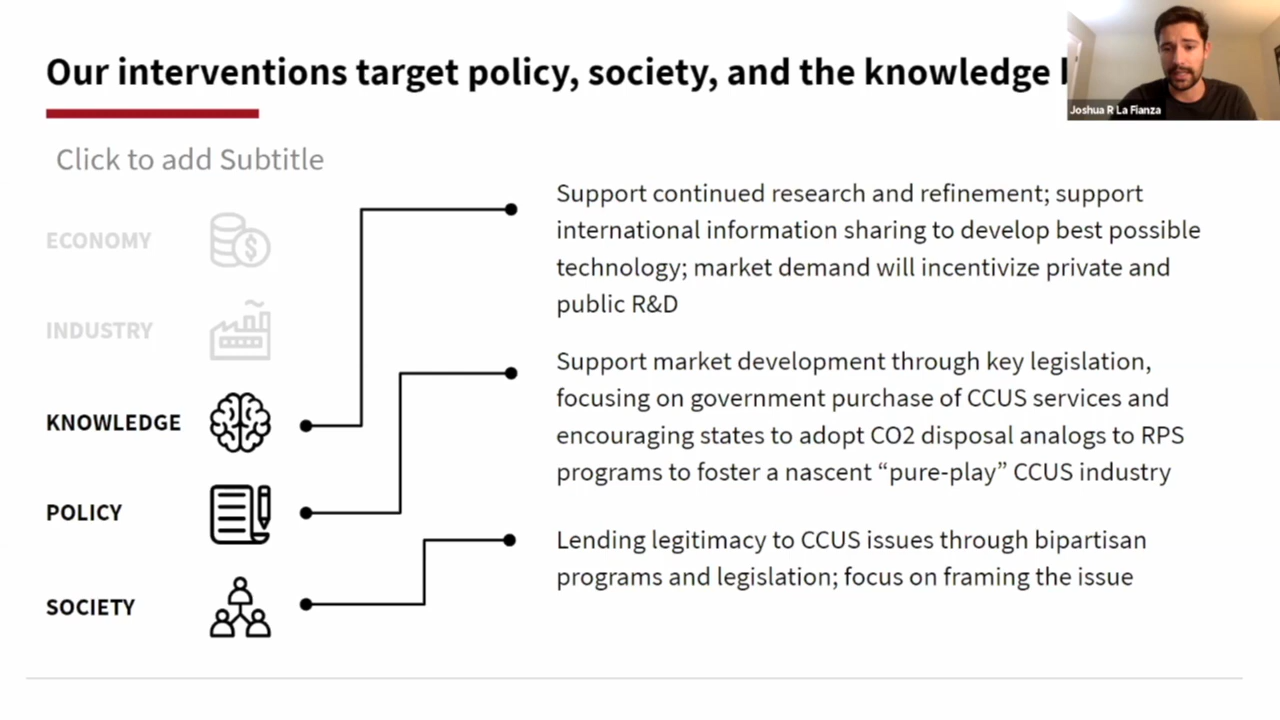 Our interventions target policy, society, and the knowledge
Joshua R La Fianza
Click to add Subtitle
ECONOMY
INDUSTRY
KNOWLEDGE
POLICY
SOCIETY
Support continued research and refinement; support
international information sharing to develop best possible
technology; market demand will incentivize private and
public R&D
Support market development through key legislation,
focusing on government purchase of CCUS services and
encouraging states to adopt CO2 disposal analogs to RPS
programs to foster a nascent “pure-play” CCUS industry
Lending legitimacy to CCUS issues through bipartisan
programs and legislation; focus on framing the issue